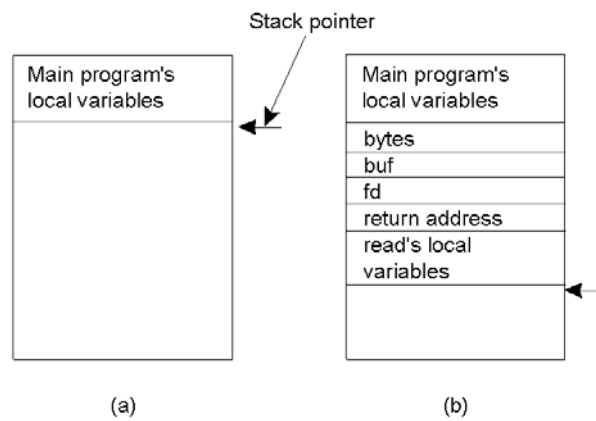 Stack pointer
Main program's
local variables
Main program's
local variables
bytes
buf
fd
return address
read's local
variables
(a)
(b)